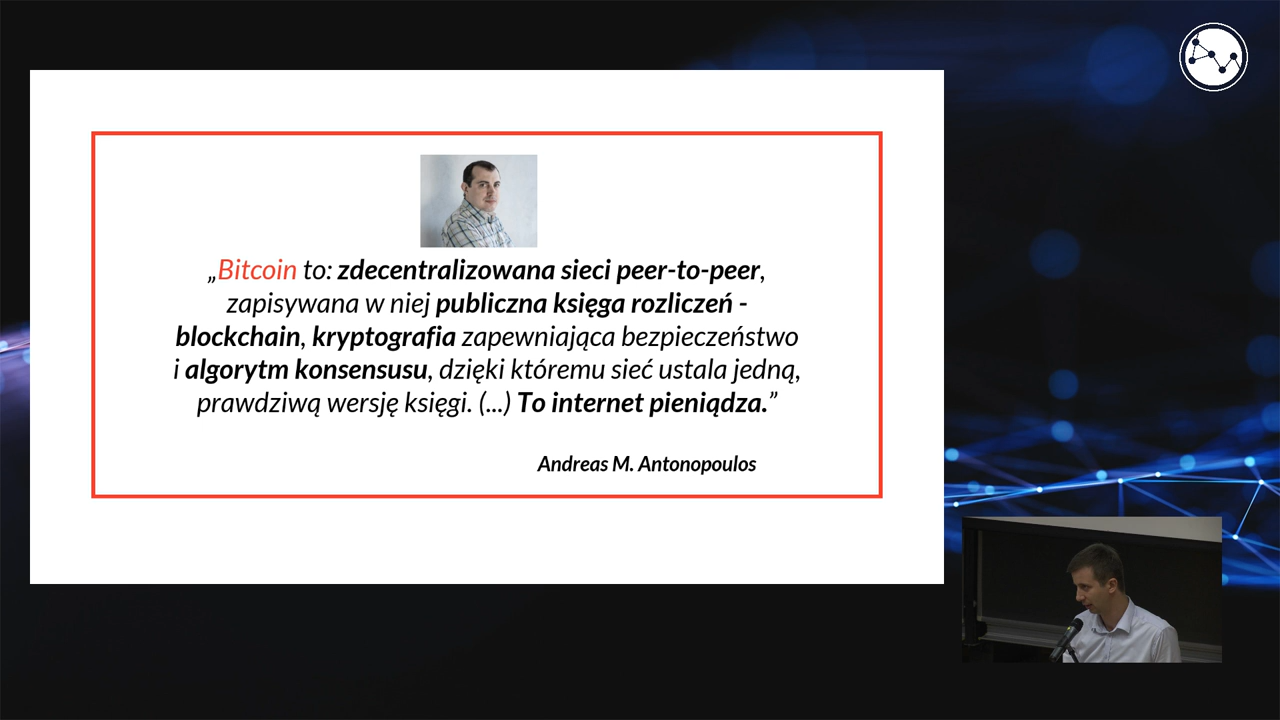 „Bitcoin to: zdecentralizowana sieci peer-to-peer,
zapisywana w niej publiczna księga rozliczeń -
blockchain, kryptografia zapewniająca bezpieczeństwo
i algorytm konsensusu, dzięki któremu sieć ustala jedną,
prawdziwą wersję księgi. (...) To internet pieniądza.”
Andreas M. Antonopoulos